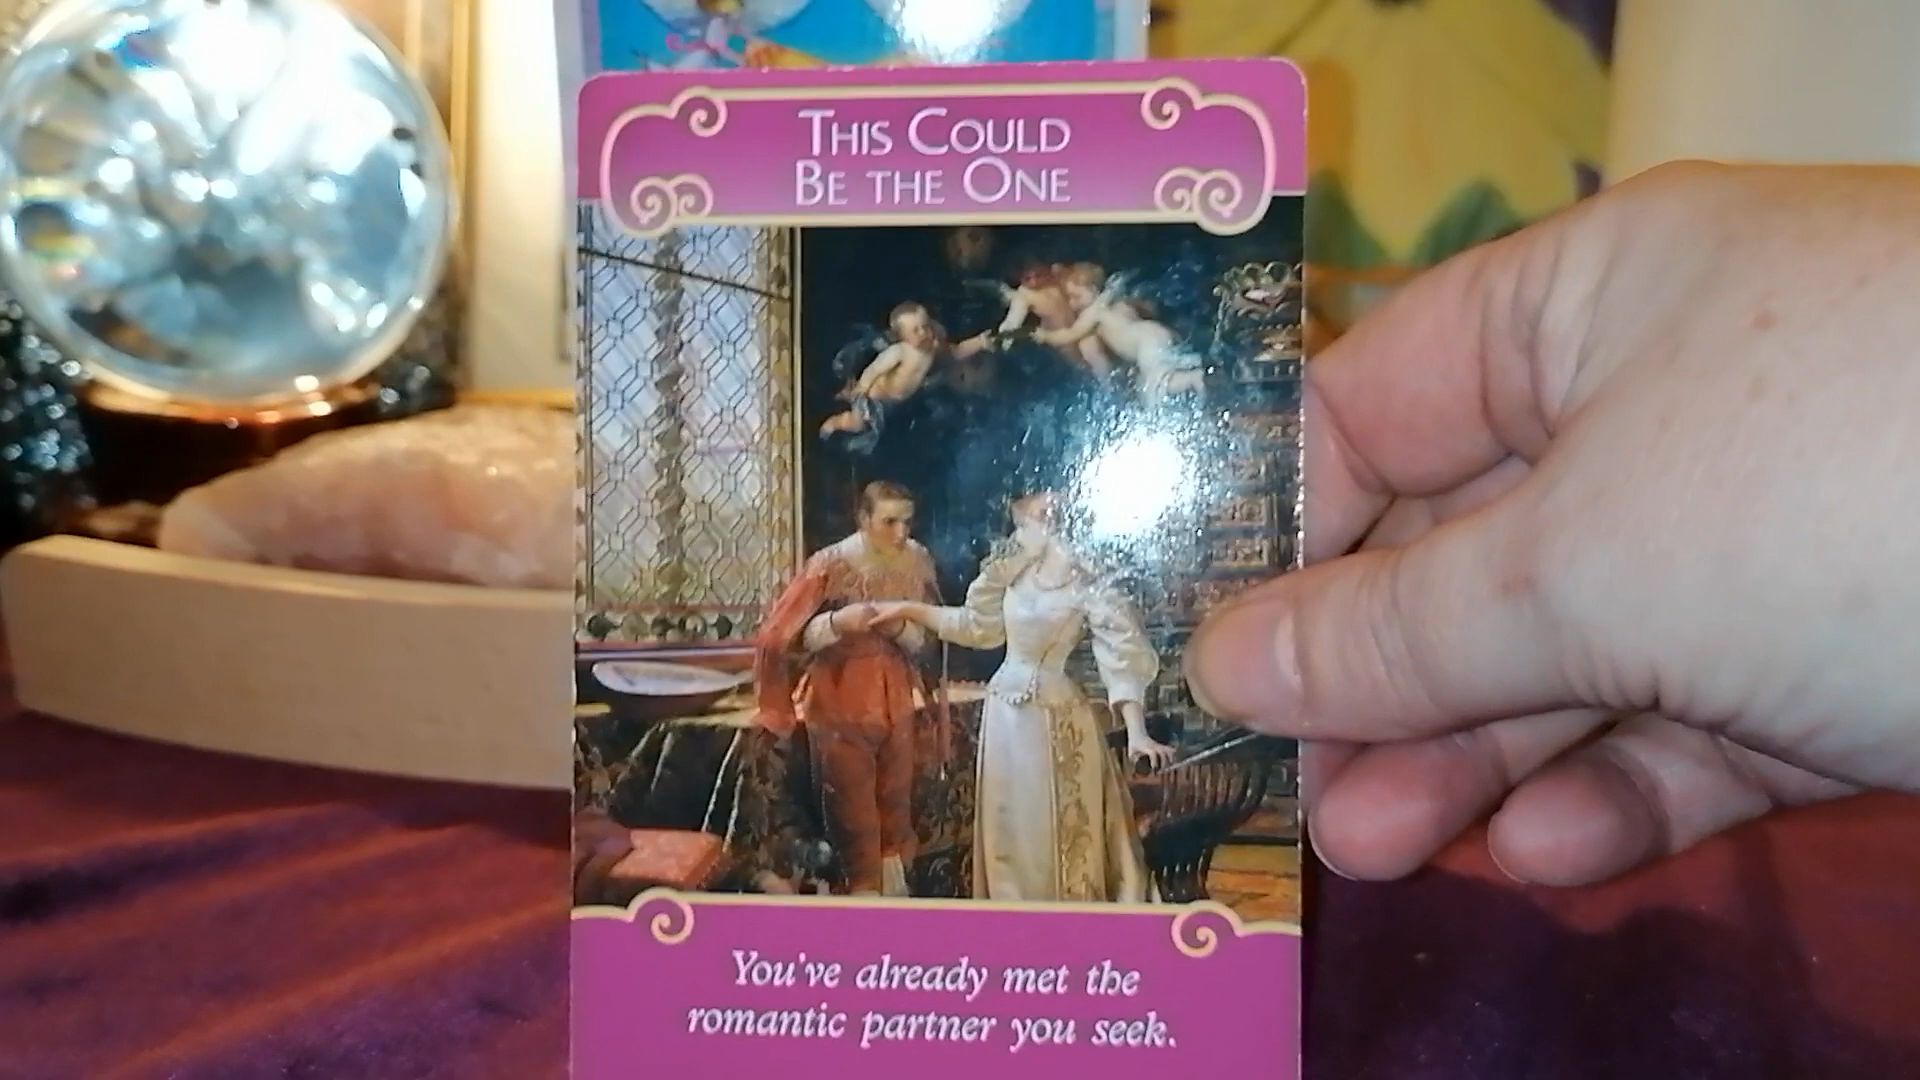 THIS COULD
BE THE ONE
You've already met the
romantic partner you seek.